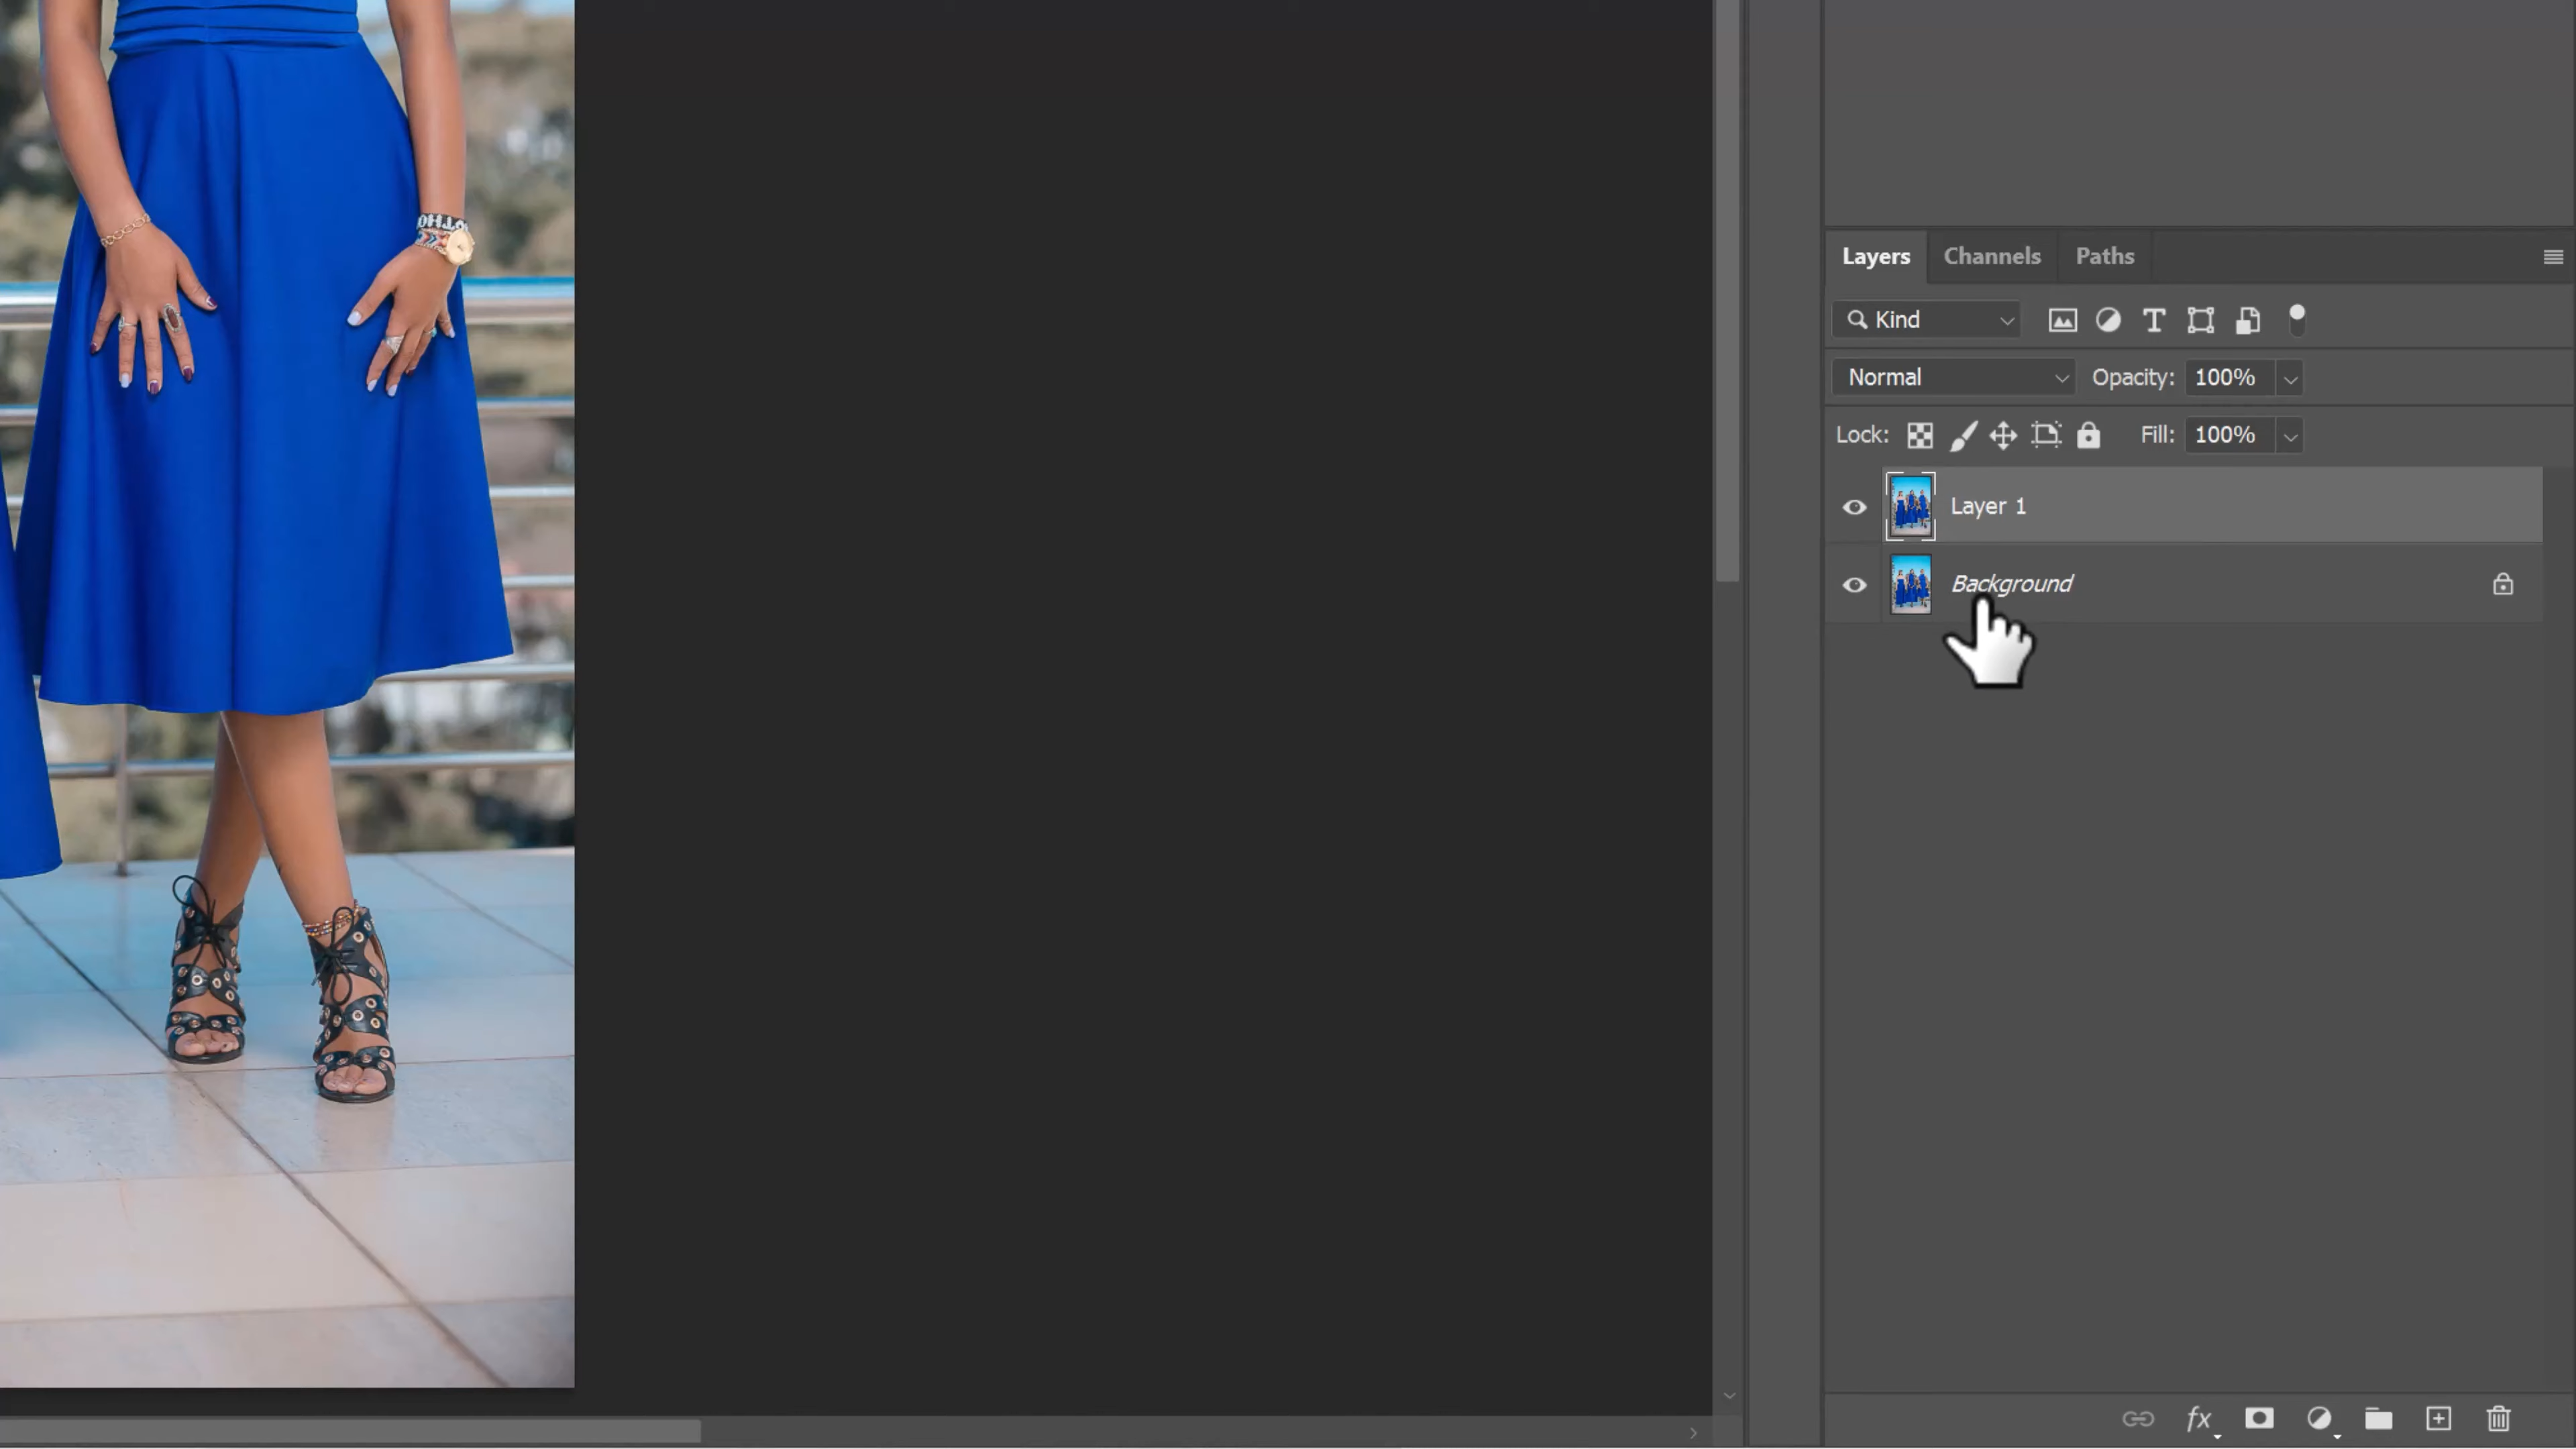 Layers Channels Paths
Kind
Normal Opacity: 100%
Lock: Fill: 100%
Layer 1
Background
fx